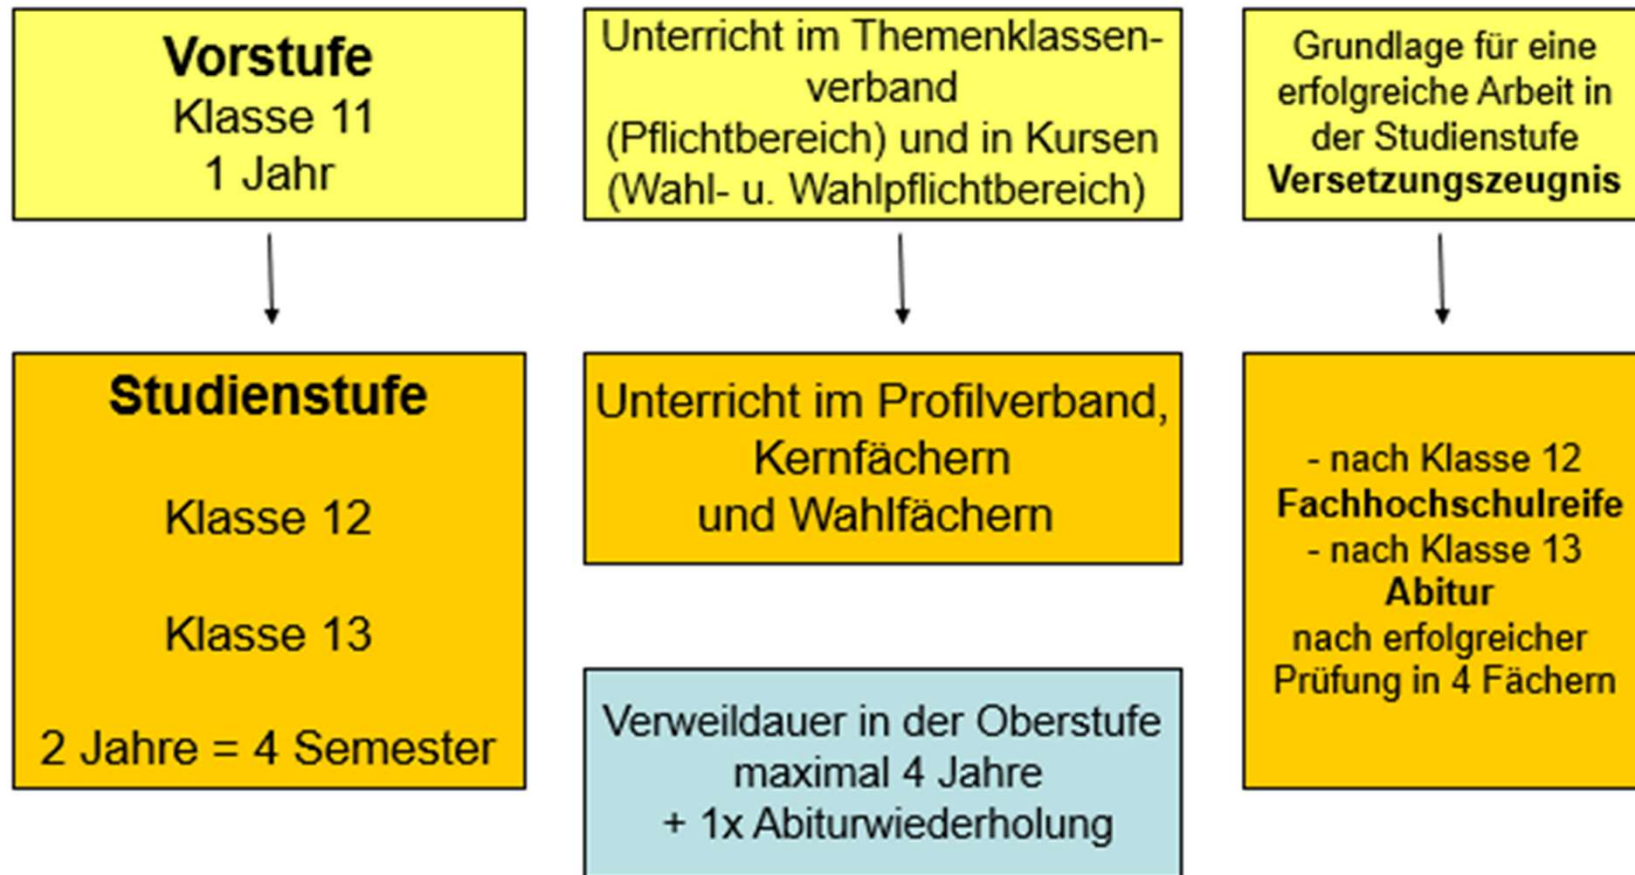 Vorstufe
Klasse 11
1 Jahr
Unterricht im Themenklassen-
verband
(Pflichtbereich) und in Kursen
(Wahl- u. Wahlpflichtbereich)
Grundlage für eine
erfolgreiche Arbeit in
der Studienstufe
Versetzungszeugnis
Studienstufe
Klasse 12
Klasse 13
2 Jahre = 4 Semester
Unterricht im Profilverband,
Kernfächern
und Wahlfächern
Verweildauer in der Oberstufe
maximal 4 Jahre
+ 1x Abiturwiederholung
- nach Klasse 12
Fachhochschulreife
- nach Klasse 13
Abitur
nach erfolgreicher
Prüfung in 4 Fächern